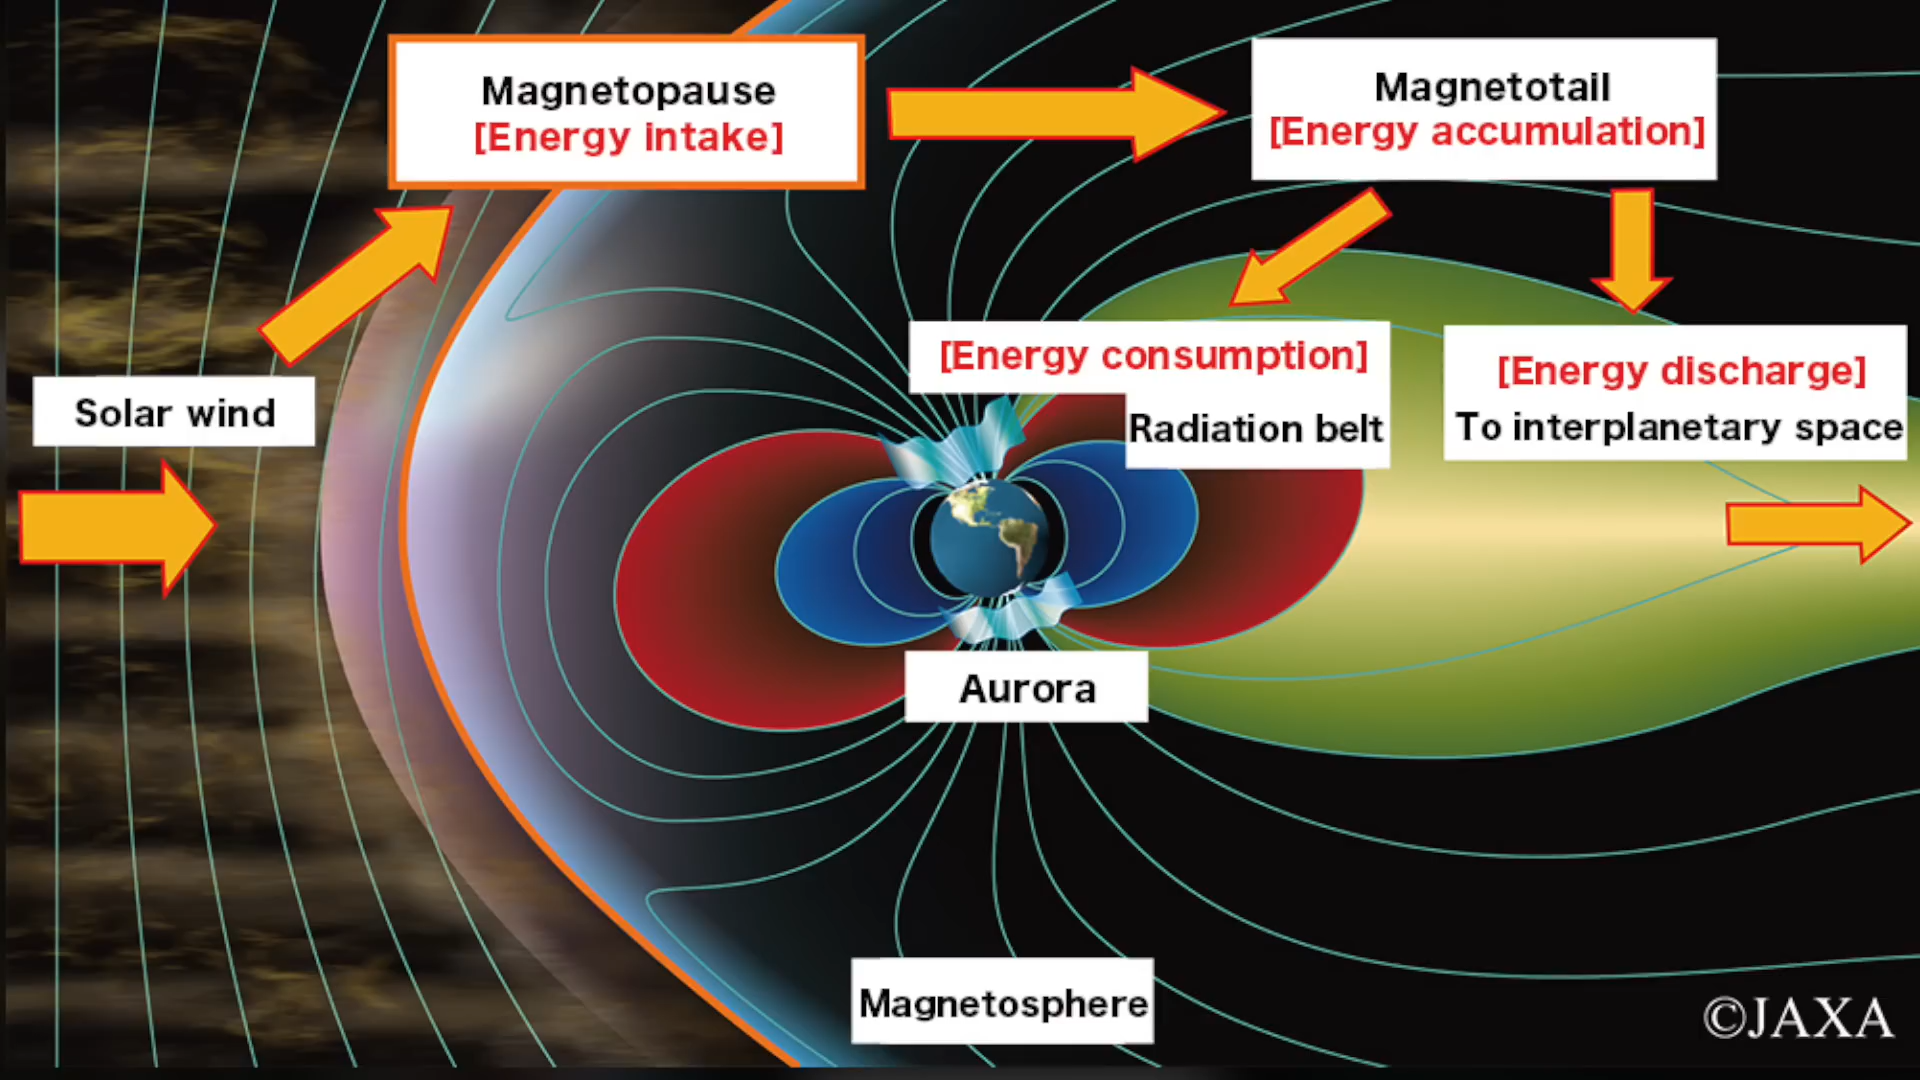 Magnetopause
[Energy intake]
Magnetotail
[Energy accumulation]
Solar wind
[Energy consumption]
Radiation belt
[Energy discharge]
To interplanetary space
Aurora
Magnetosphere
©JAXA